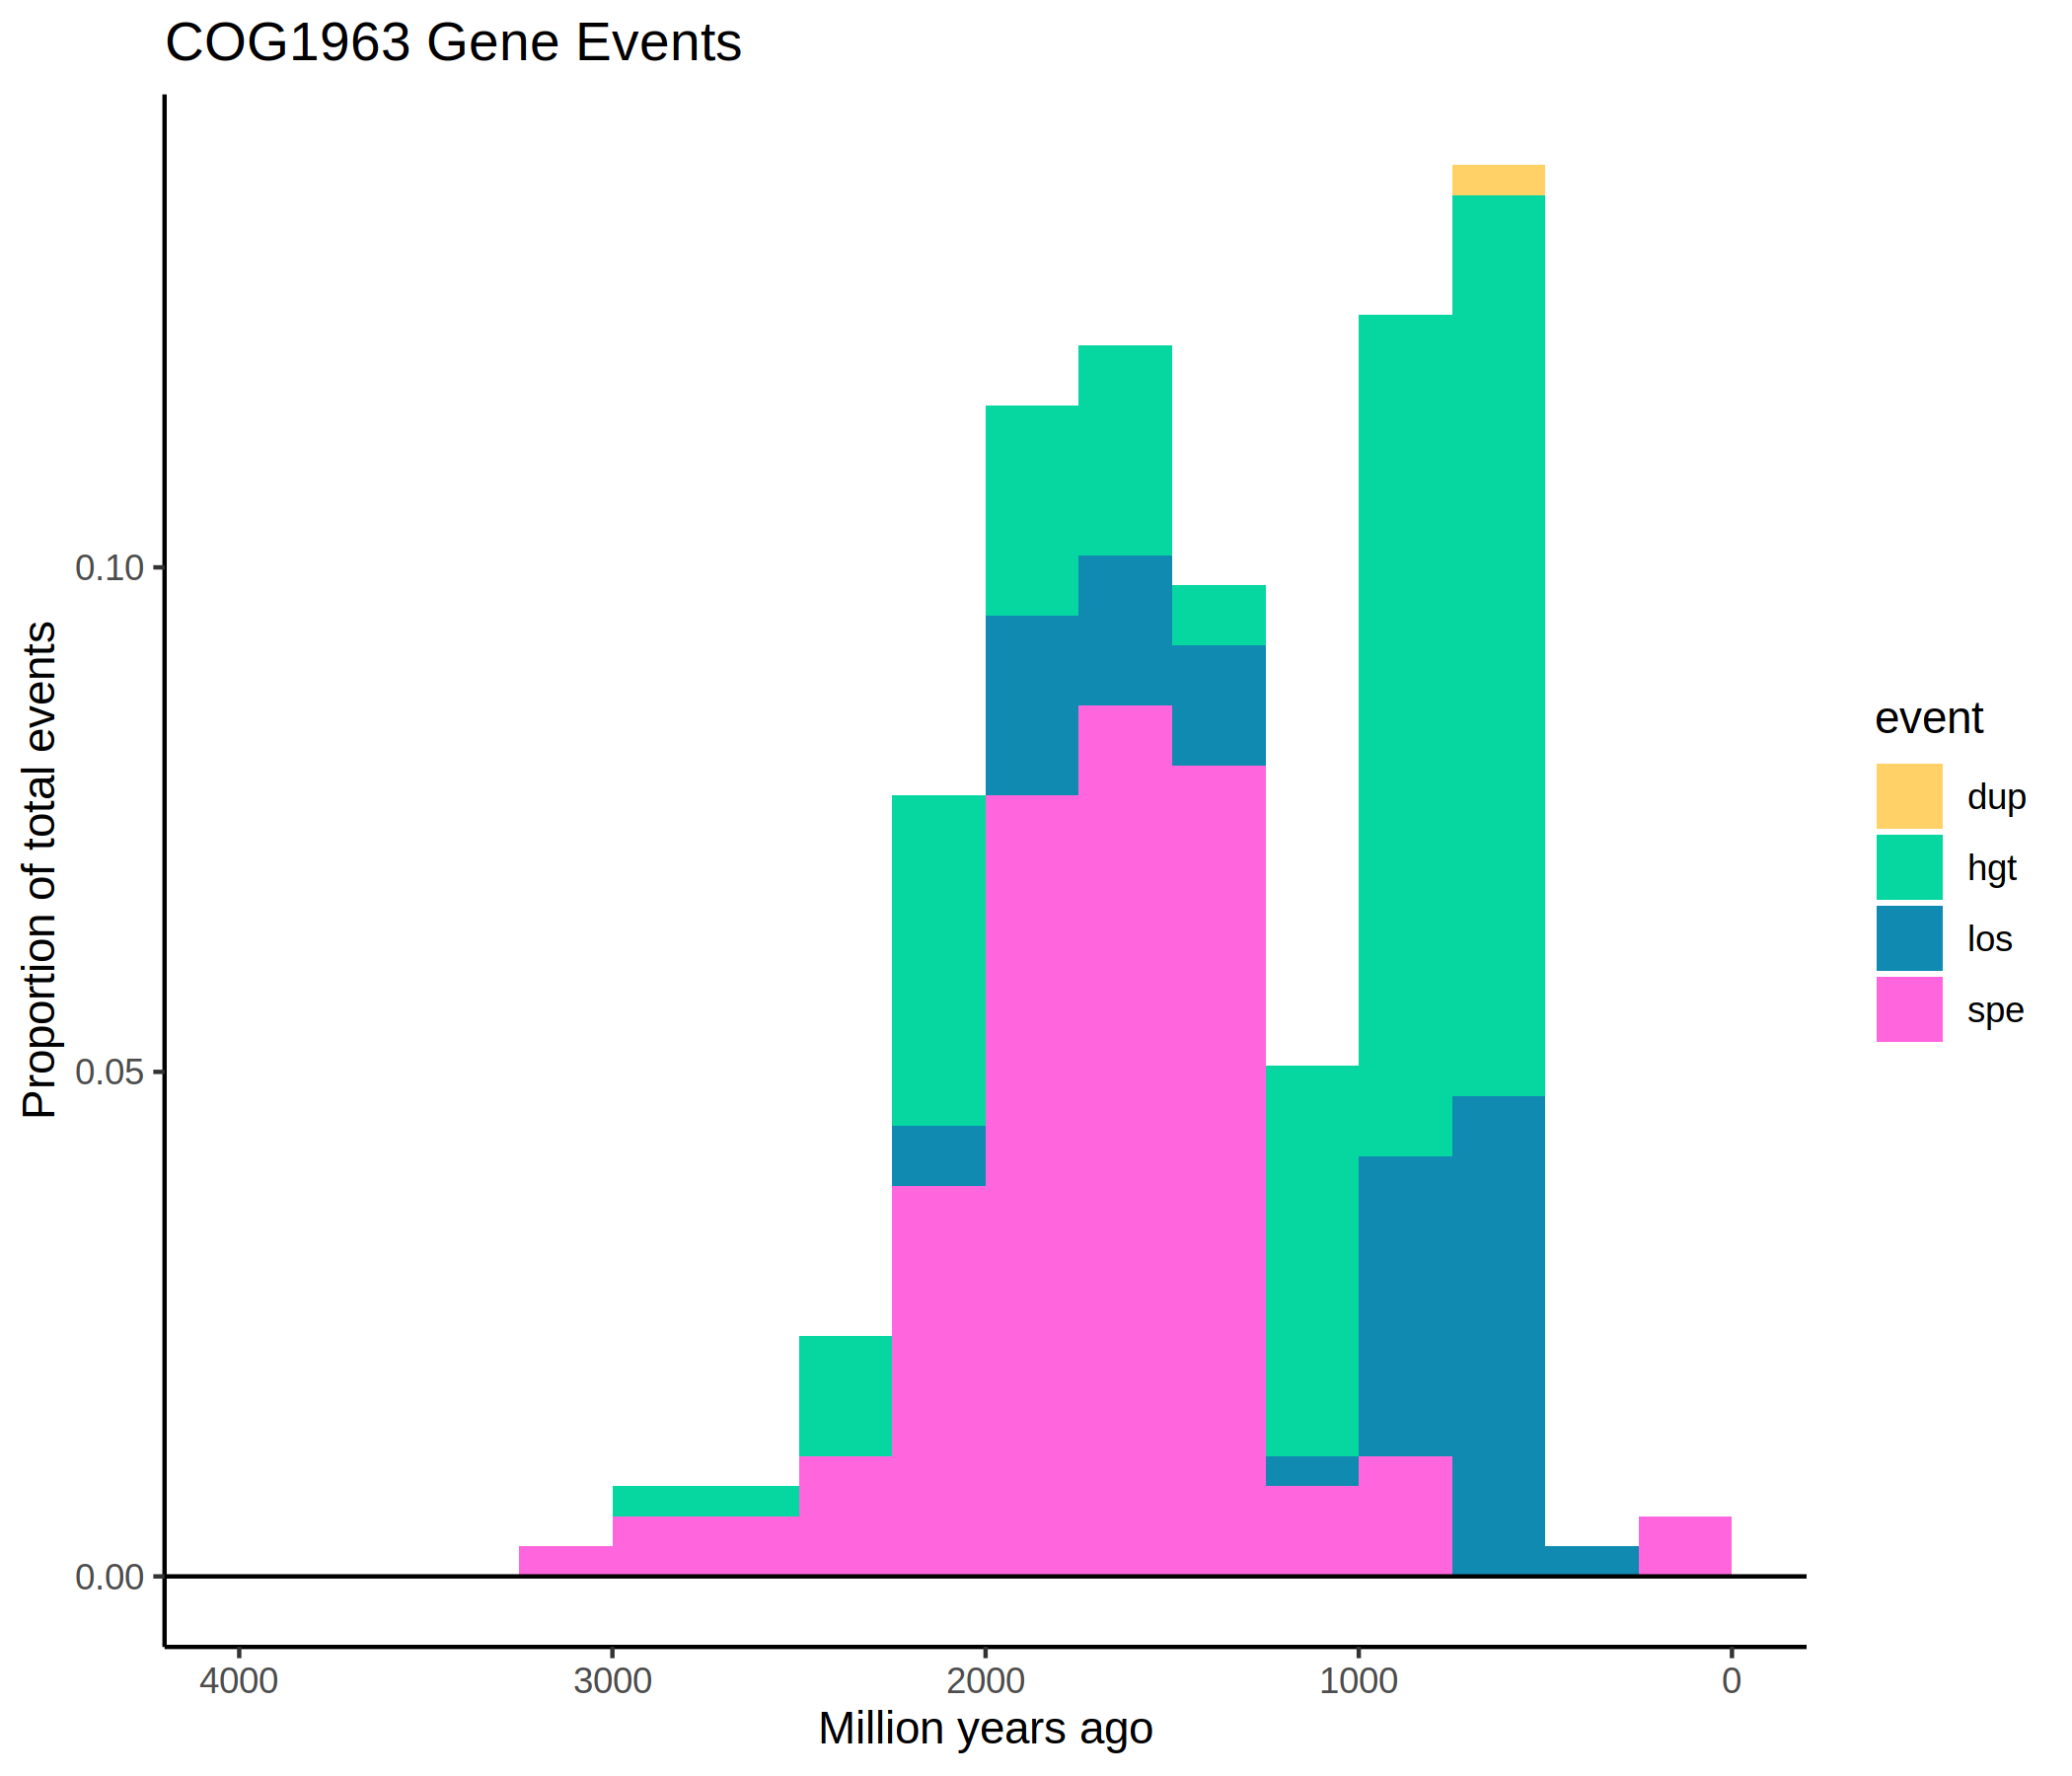 COG1963 Gene Events
Proportion of total events
0.10
0.05
0.00
4000 3000 2000 1000 0
Million years ago
event
dup
hgt
los
spe